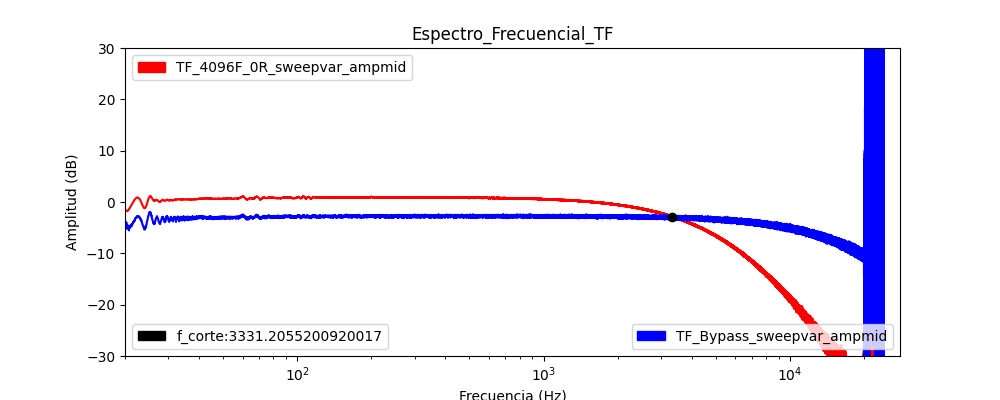 Espectro_Frecuencial_TF
Amplitud (dB)
30
20
10
0
−10
−20
−30
TF_4096F_0R_sweepvar_ampmid
f_corte:3331.2055200920017
TF_Bypass_sweepvar_ampmid
10²
10³
10⁴
Frecuencia (Hz)